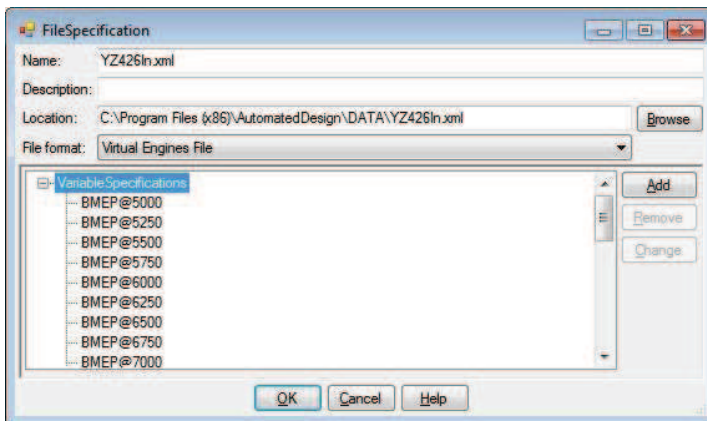 FileSpecification
Name: YZ426In.xml
Description:
Location: C:\Program Files (x86)\AutomatedDesign\DATA\YZ426In.xml Browse
File format: Virtual Engines File
VariableSpecifications Add
BMEP@5000 Remove
BMEP@5250 Change
BMEP@5500
BMEP@5750
BMEP@6000
BMEP@6250
BMEP@6500
BMEP@6750
BMEP@7000
OK Cancel Help